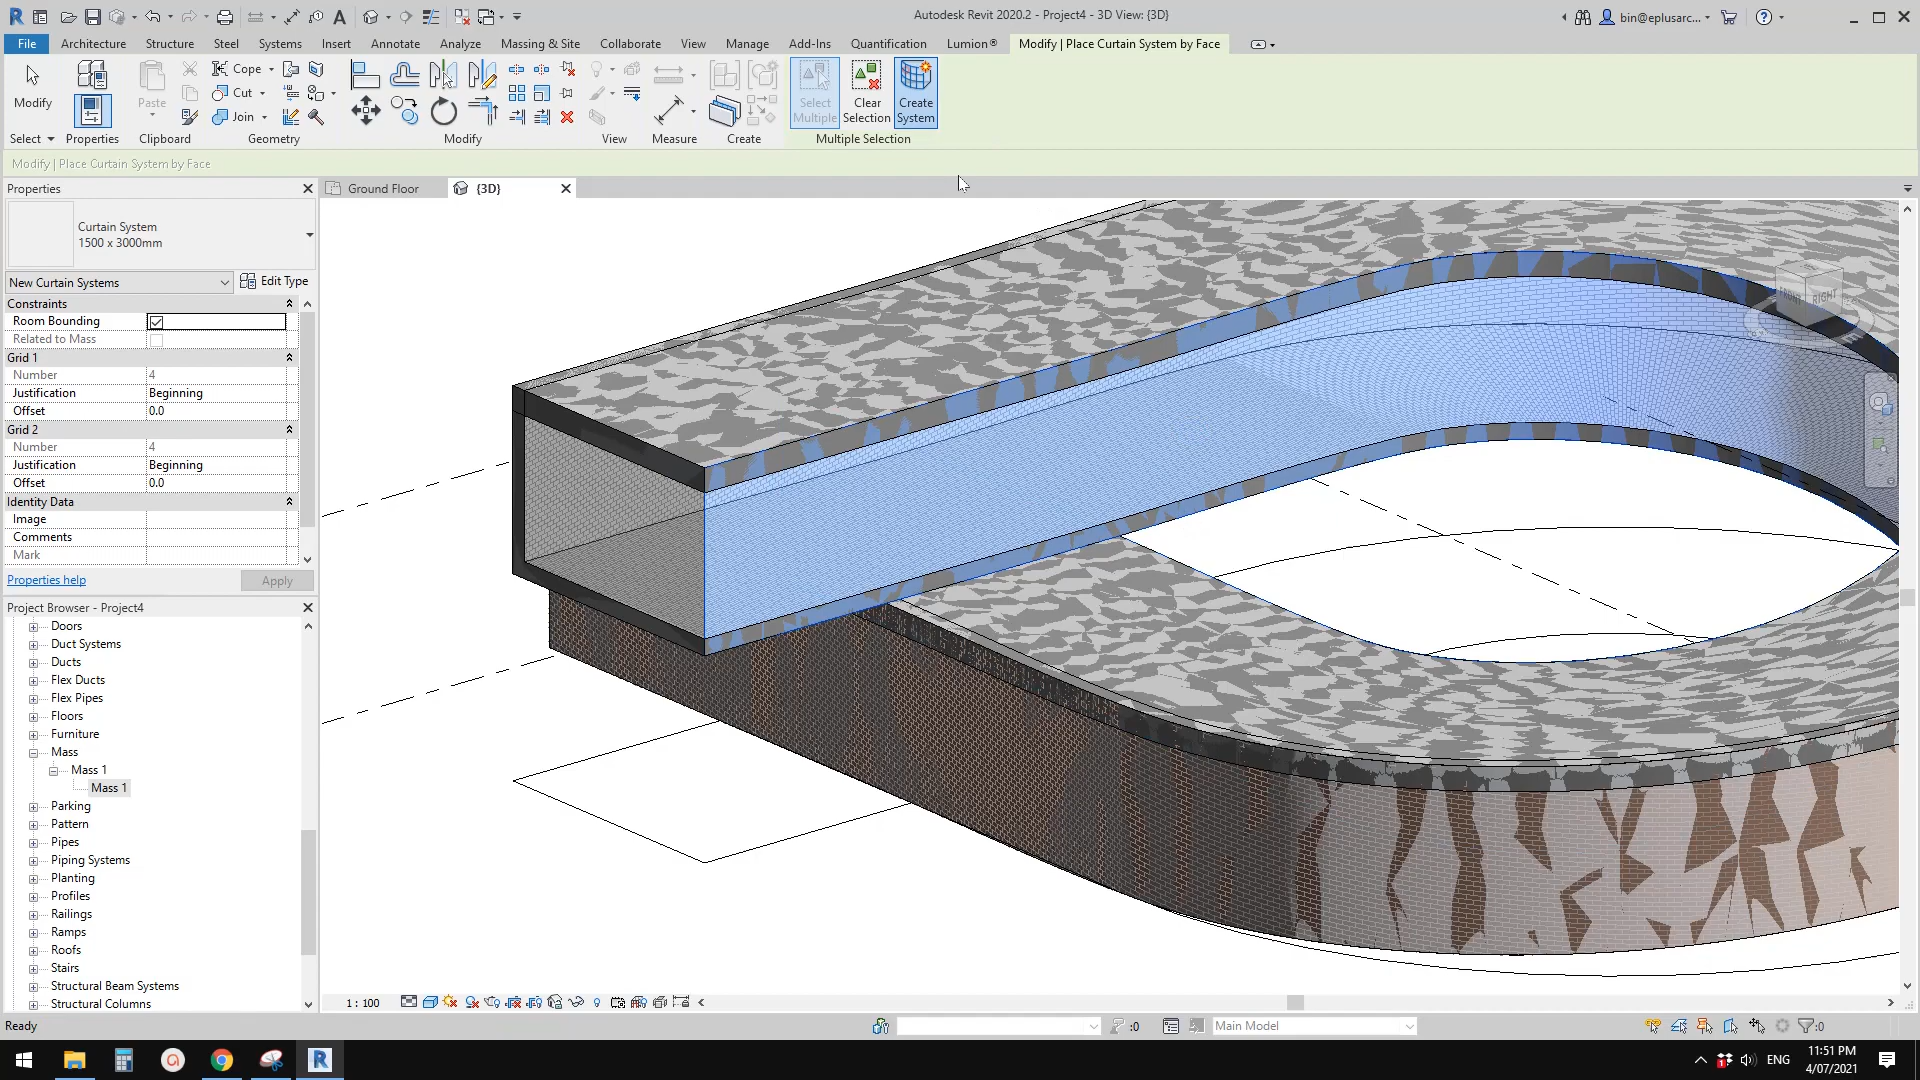 Autodesk Revit 2020.2 - Project4 - 3D View: {3D}
bin@eplusarc...
File Architecture Structure Steel Systems Insert Annotate Analyze Massing & Site Collaborate View Manage Add-Ins Quantification Lumion® Modify | Place Curtain System by Face
Modify
Paste
Cope
Cut
Join
Select Multiple
Clear Selection
Create System
Select Properties Clipboard Geometry Modify View Measure Create Multiple Selection
Modify | Place Curtain System by Face
Properties
Ground Floor
{3D}
Curtain System
1500 x 3000mm
New Curtain Systems
Edit Type
Constraints
Room Bounding
Related to Mass
Grid 1
Number 4
Justification Beginning
Offset 0.0
Grid 2
Number 4
Justification Beginning
Offset 0.0
Identity Data
Image
Comments
Mark
Properties help
Apply
Project Browser - Project4
Doors
Duct Systems
Ducts
Flex Ducts
Flex Pipes
Floors
Furniture
Mass
Mass 1
Mass 1
Parking
Pattern
Pipes
Piping Systems
Planting
Profiles
Railings
Ramps
Roofs
Stairs
Structural Beam Systems
Structural Columns
FRONT
RIGHT
1 : 100
Ready
:0
Main Model
:0
ENG
11:51 PM
4/07/2021